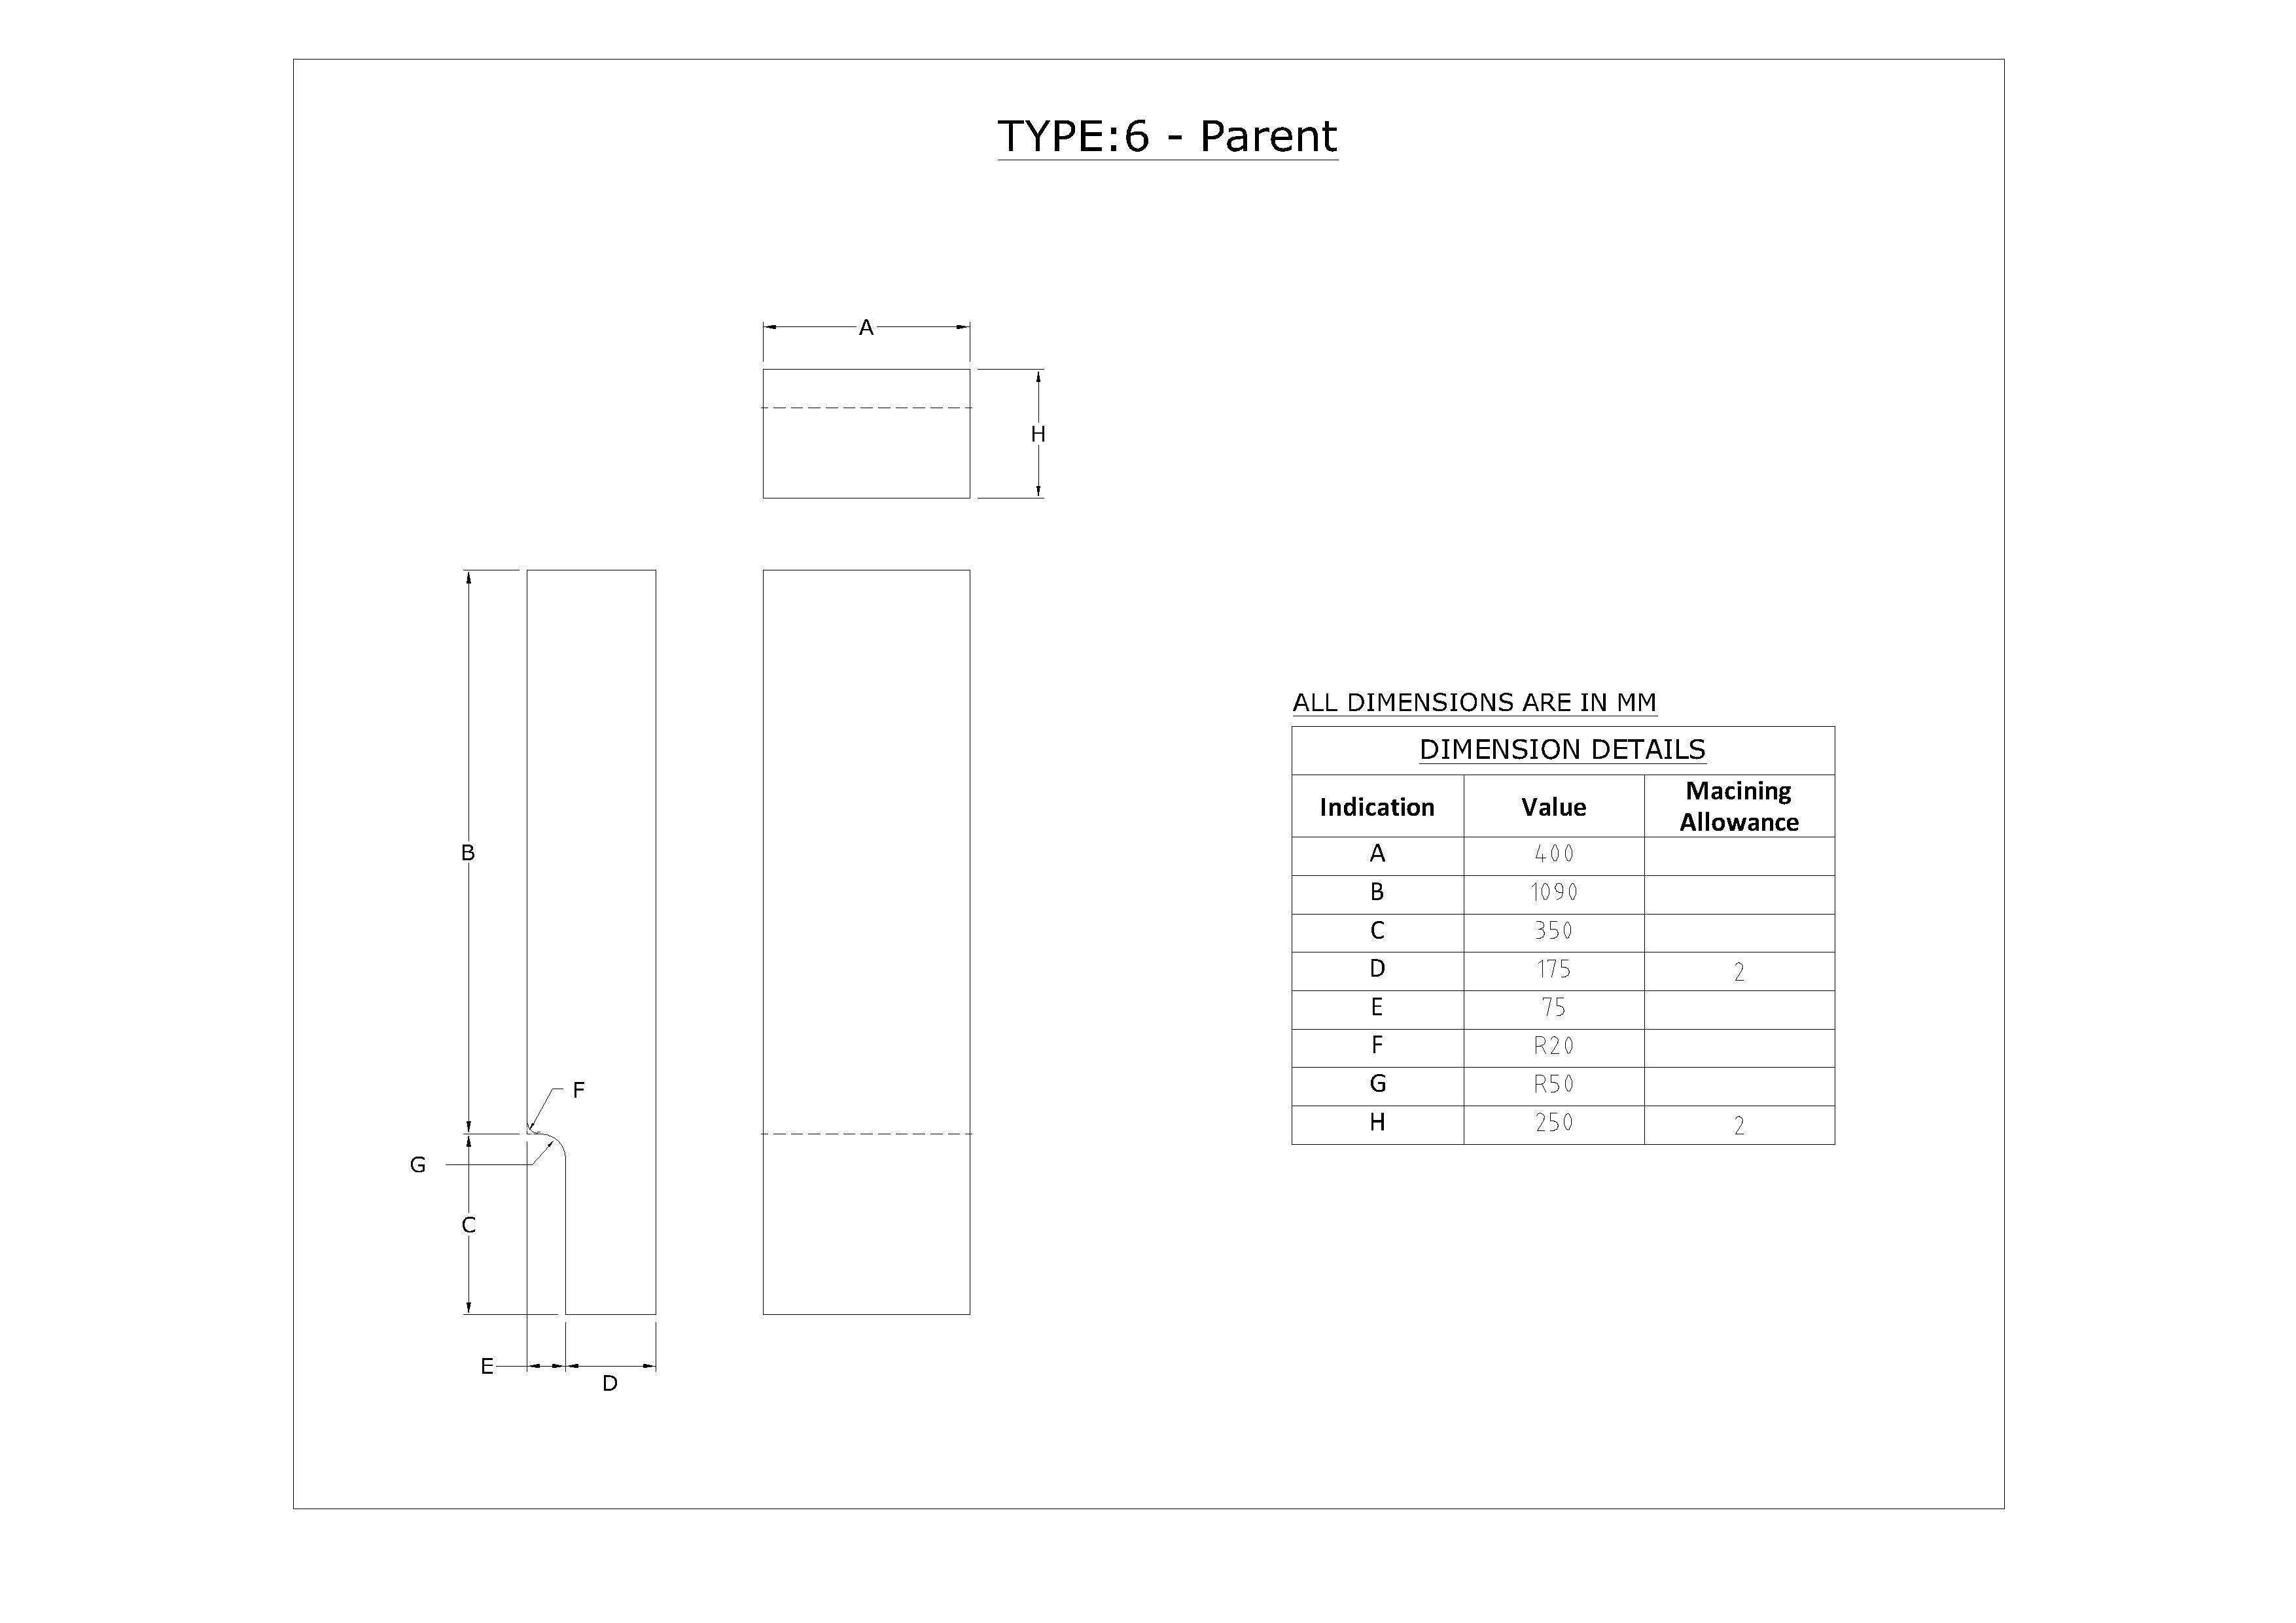 TYPE:6 - Parent
A
H
B
F
G
C
E
D
ALL DIMENSIONS ARE IN MM
DIMENSION DETAILS
Indication Value Macining Allowance
A 400
B 1090
C 350
D 175 2
E 75
F R20
G R50
H 250 2